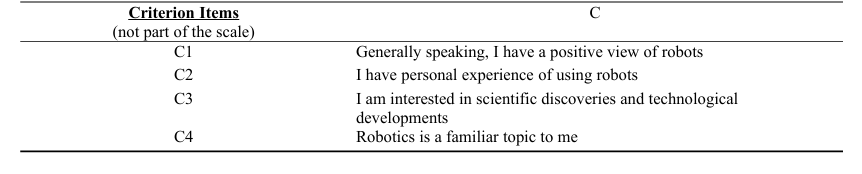 Criterion Items C
(not part of the scale)
C1 Generally speaking, I have a positive view of robots
C2 I have personal experience of using robots
C3 I am interested in scientific discoveries and technological
developments
C4 Robotics is a familiar topic to me